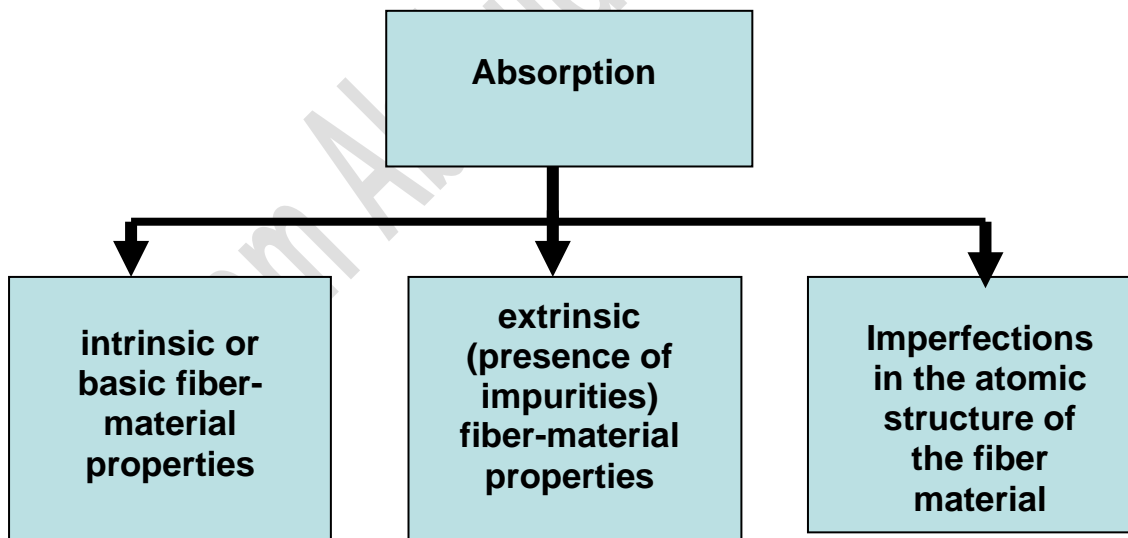 Absorption
intrinsic or
basic fiber-
material
properties
extrinsic
(presence of
impurities)
fiber-material
properties
Imperfections
in the atomic
structure of
the fiber
material